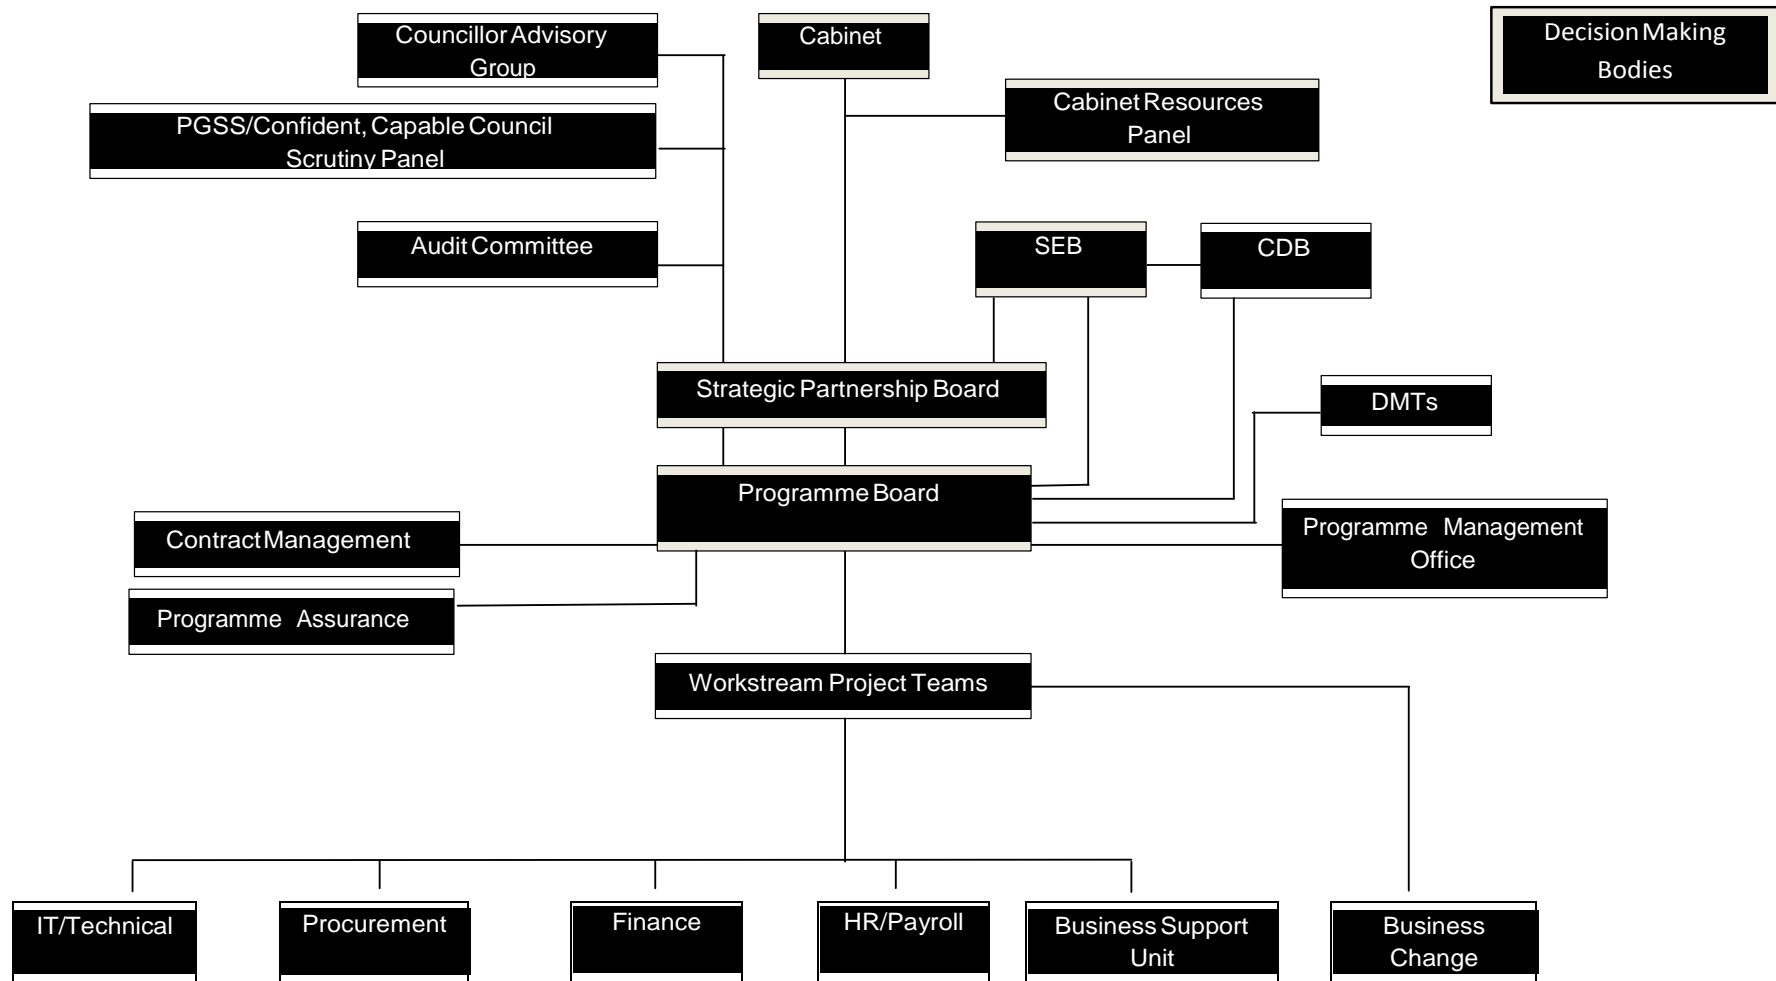 Councillor Advisory
Group
Cabinet
Decision Making
Bodies
Cabinet Resources
Panel
PGSS/Confident, Capable Council
Scrutiny Panel
Audit Committee
SEB
CDB
Strategic Partnership Board
DMTs
Programme Board
Contract Management
Programme Management
Office
Programme Assurance
Workstream Project Teams
IT/Technical
Procurement
Finance
HR/Payroll
Business Support
Unit
Business
Change